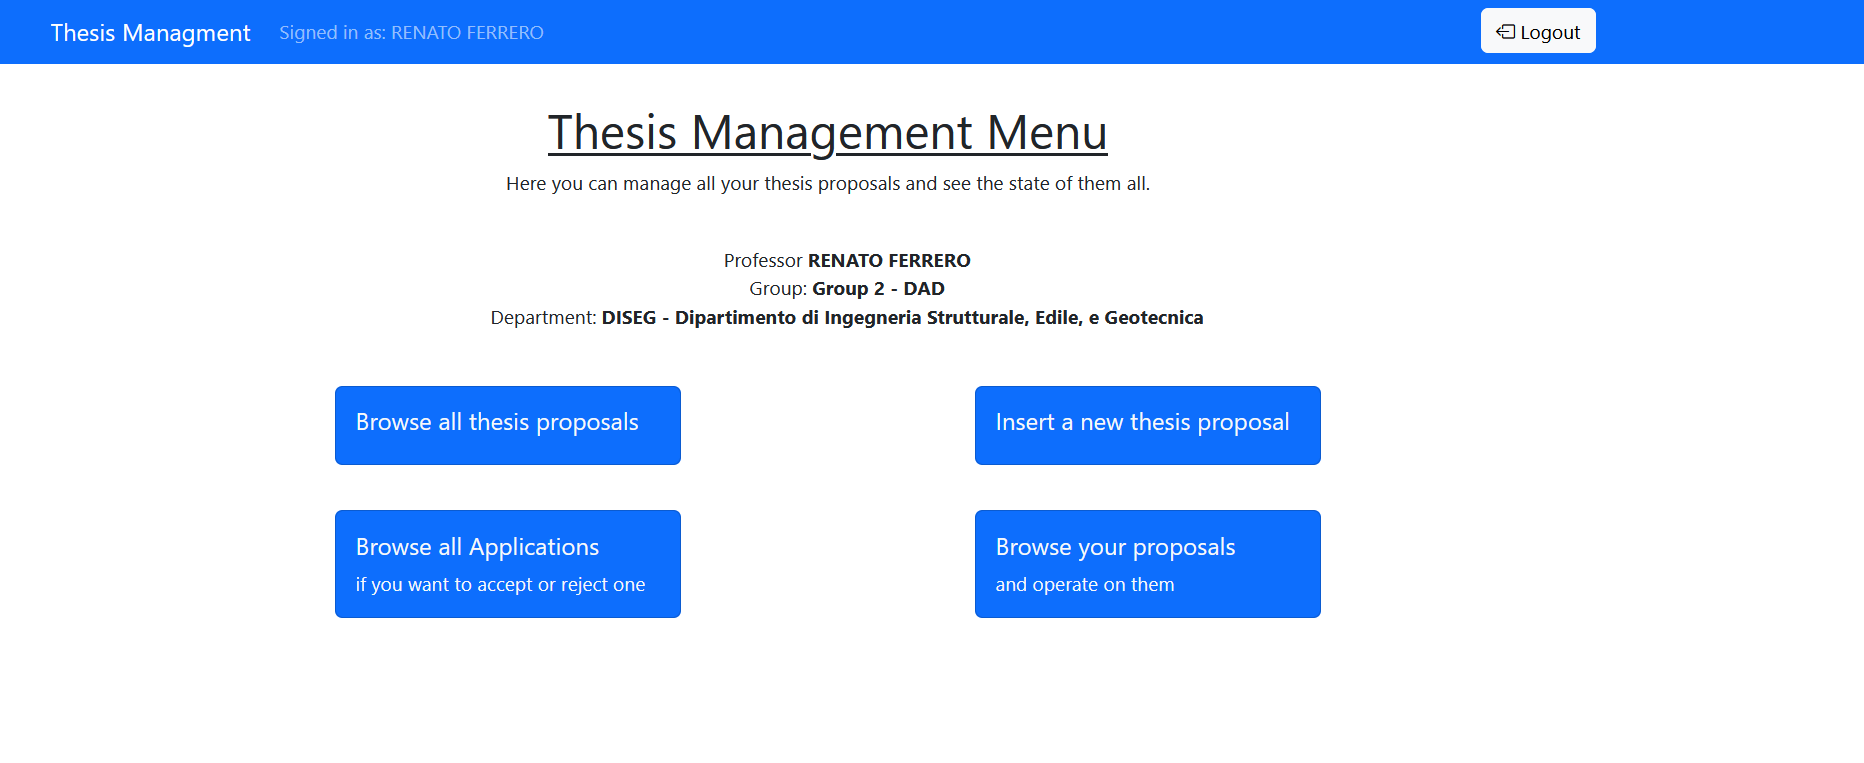 Thesis Managment Signed in as: RENATO FERRERO Logout
Thesis Management Menu
Here you can manage all your thesis proposals and see the state of them all.
Professor RENATO FERRERO
Group: Group 2 - DAD
Department: DISEG - Dipartimento di Ingegneria Strutturale, Edile, e Geotecnica
Browse all thesis proposals
Insert a new thesis proposal
Browse all Applications
if you want to accept or reject one
Browse your proposals
and operate on them